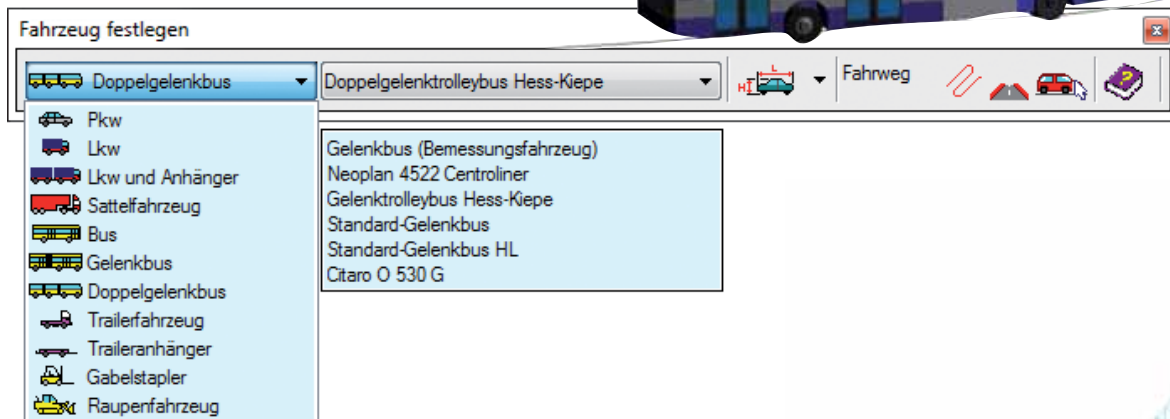 Fahrzeug festlegen
Doppelgelenkbus
Doppelgelenktrolleybus Hess-Kiepe
L
H
Fahrweg
?
Pkw
Lkw
Lkw und Anhänger
Sattelfahrzeug
Bus
Gelenkbus
Doppelgelenkbus
Trailerfahrzeug
Traileranhänger
Gabelstapler
Raupenfahrzeug
Gelenkbus (Bemessungsfahrzeug)
Neoplan 4522 Centroliner
Gelenktrolleybus Hess-Kiepe
Standard-Gelenkbus
Standard-Gelenkbus HL
Citaro O 530 G